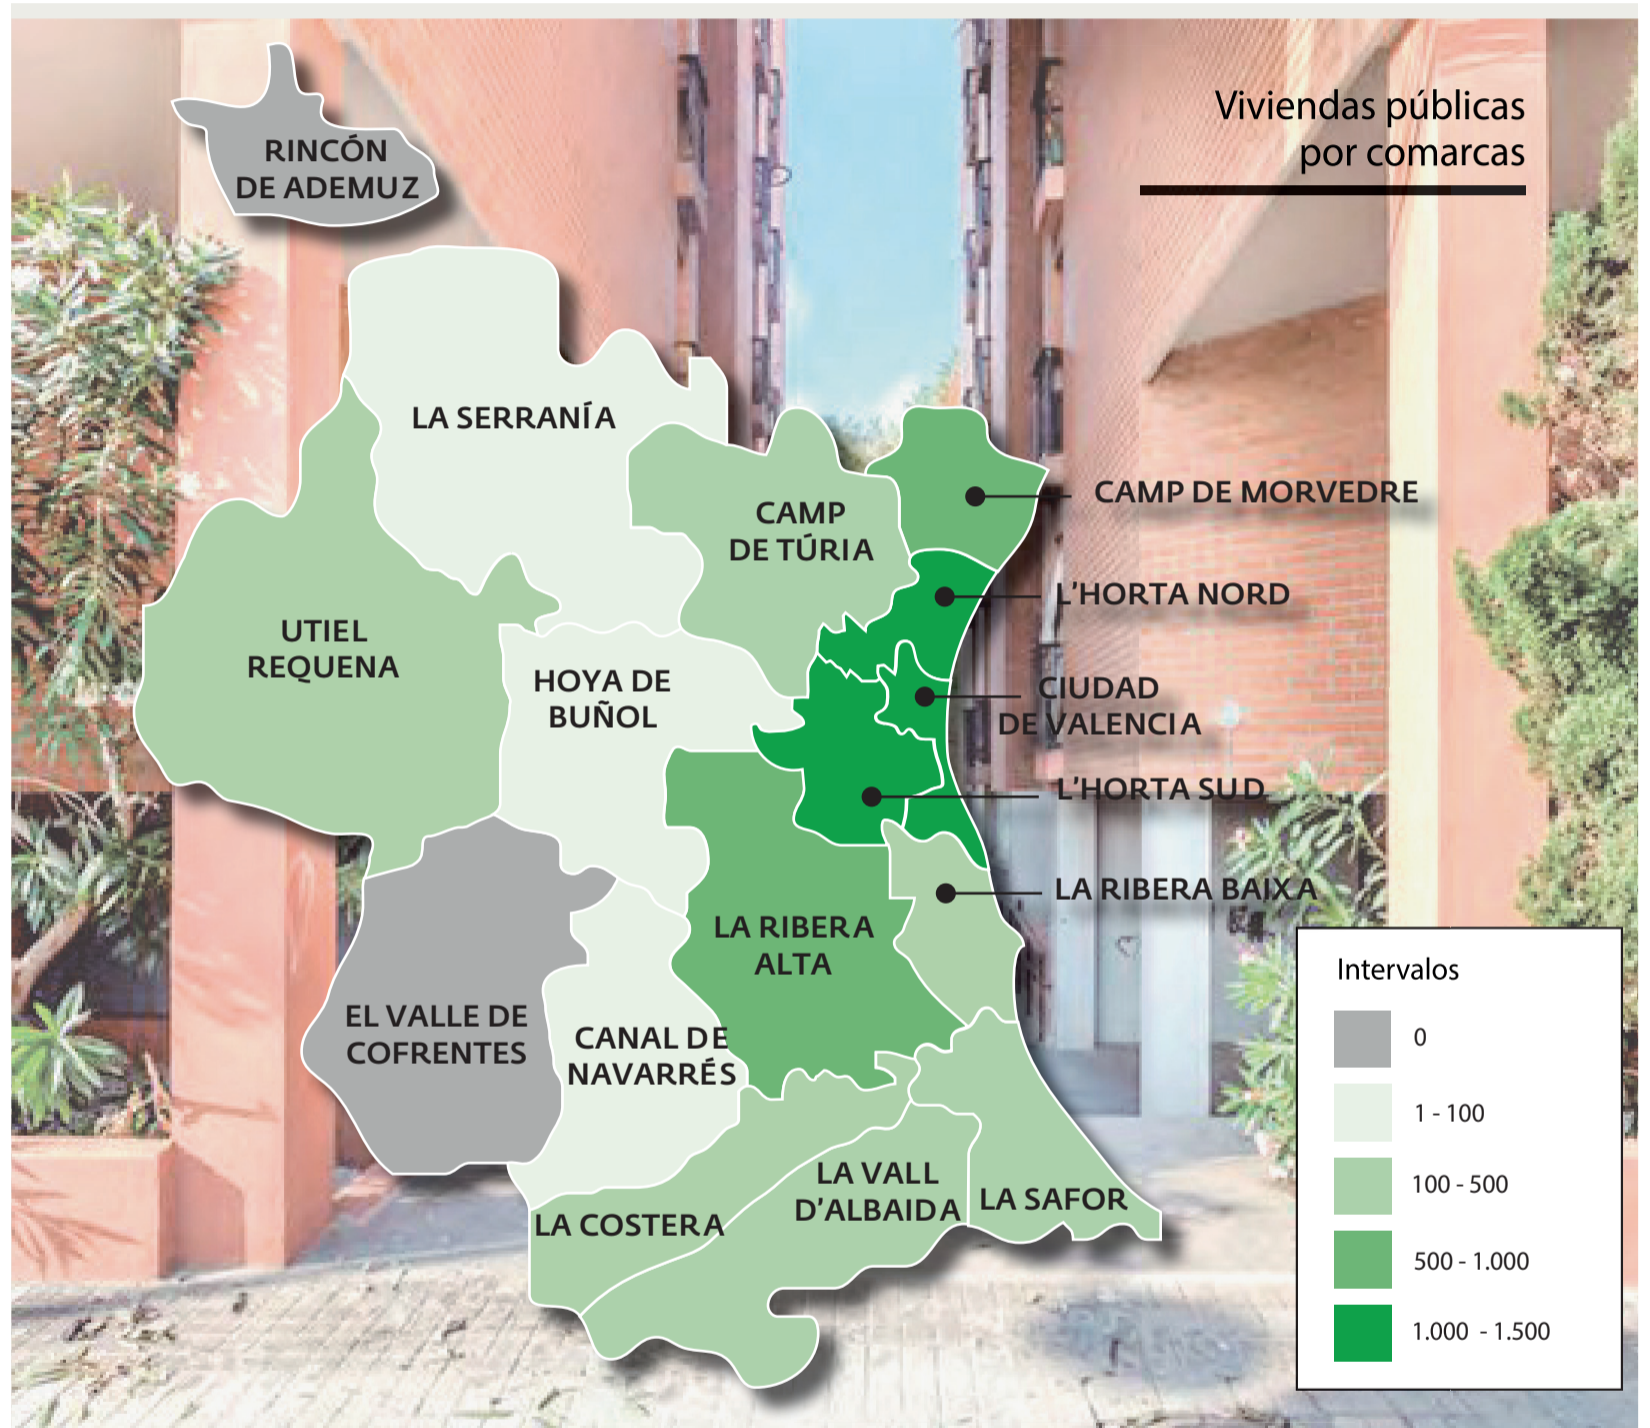 Viviendas públicas
por comarcas
RINCÓN
DE ADEMUZ
LA SERRANÍA
CAMP
DE TÚRIA
CAMP DE MORVEDRE
L'HORTA NORD
UTIEL
REQUENA
HOYA DE
BUÑOL
CIUDAD
DE VALENCIA
L'HORTA SUD
LA RIBERA BAIXA
LA RIBERA
ALTA
EL VALLE DE
COFRENTES
CANAL DE
NAVARRÉS
LA VALL
D'ALBAIDA
LA SAFOR
LA COSTERA
Intervalos
0
1 - 100
100 - 500
500 - 1.000
1.000 - 1.500